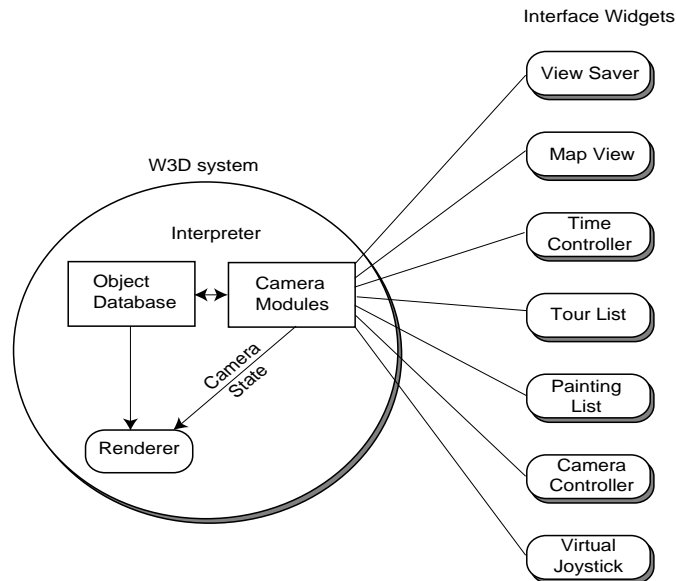 Interface Widgets
View Saver
Map View
W3D system
Time
Controller
Interpreter
Object
Database
Camera
Modules
Tour List
Camera
State
Painting
List
Renderer
Camera
Controller
Virtual
Joystick